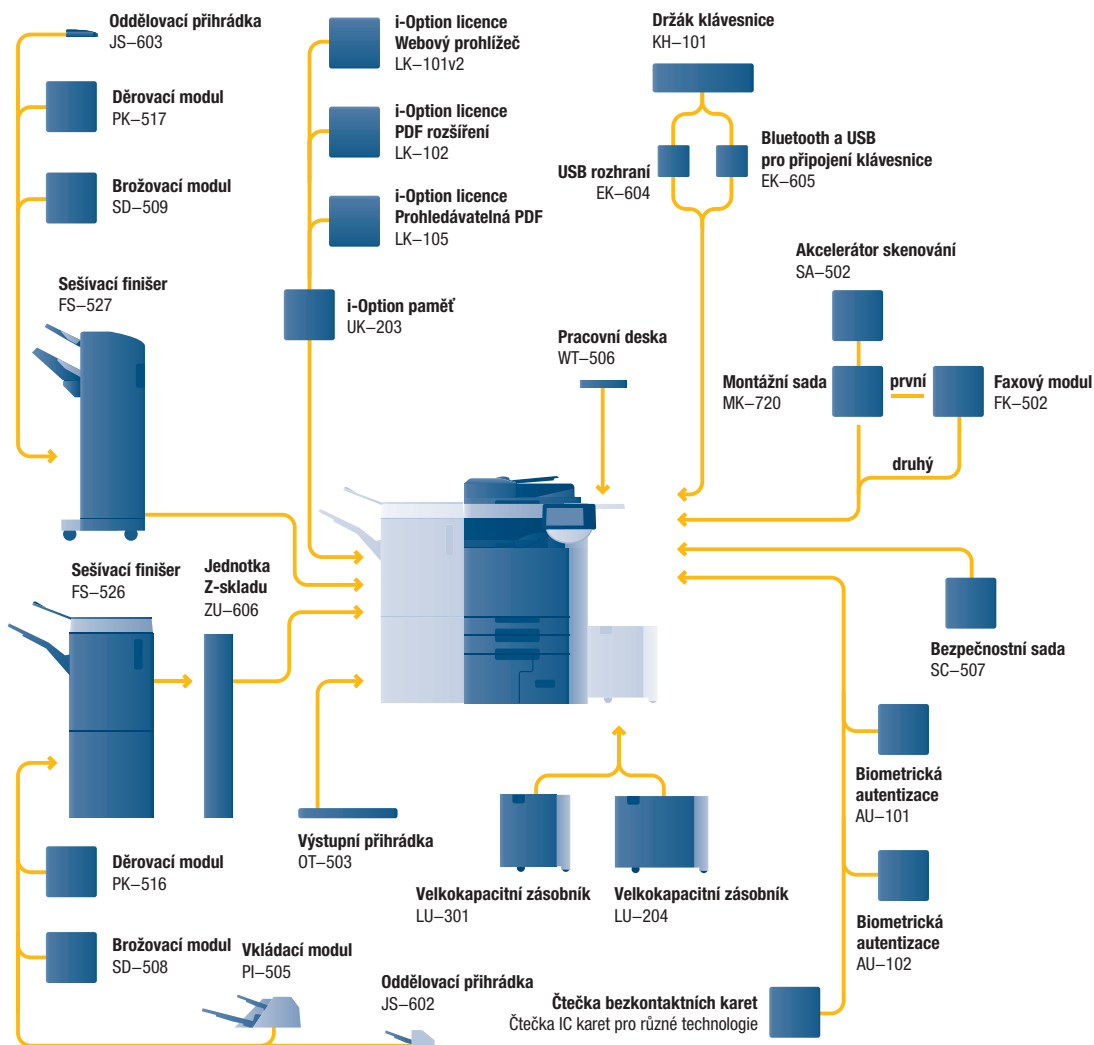 Oddělovací přihrádka
JS–603
Děrovací modul
PK–517
Brožovací modul
SD–509
Sešívací finišer
FS–527
i-Option licence
Webový prohlížeč
LK–101v2
i-Option licence
PDF rozšíření
LK–102
i-Option licence
Prohledávatelná PDF
LK–105
i-Option paměť
UK–203
Držák klávesnice
KH–101
USB rozhraní
EK–604
Bluetooth a USB
pro připojení klávesnice
EK–605
Akcelerátor skenování
SA–502
Pracovní deska
WT–506
Montážní sada
MK–720
první
Faxový modul
FK–502
druhý
Sešívací finišer
FS–526
Jednotka
Z-skladu
ZU–606
Bezpečnostní sada
SC–507
Biometrická
autentizace
AU–101
Výstupní přihrádka
OT–503
Děrovací modul
PK–516
Velkokapacitní zásobník
LU–301
Velkokapacitní zásobník
LU–204
Biometrická
autentizace
AU–102
Brožovací modul
SD–508
Vkládací modul
PI–505
Oddělovací přihrádka
JS–602
Čtečka bezkontaktních karet
Čtečka IC karet pro různé technologie